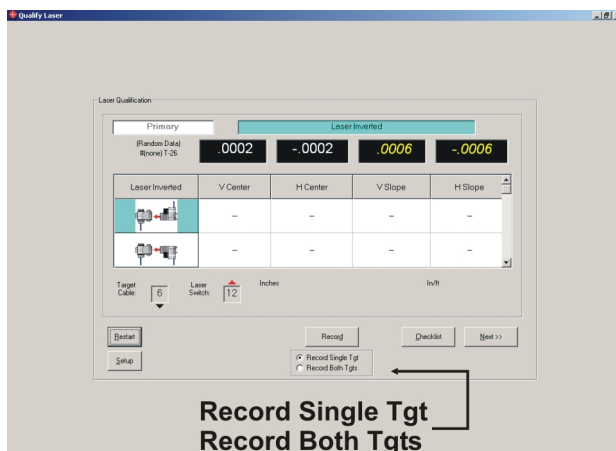 Qualify Laser
Laser Qualification
Primary
Laser Inverted
(Random Data)
#(none) T-26
.0002
-.0002
.0006
-.0006
Laser Inverted V Center H Center V Slope H Slope
– – – –
– – – –
Target Cable: 6
Laser Switch: 12
Inches
In/ft
Restart
Record
Checklist
Next >>
Setup
Record Single Tgt
Record Both Tgts
Record Single Tgt
Record Both Tgts